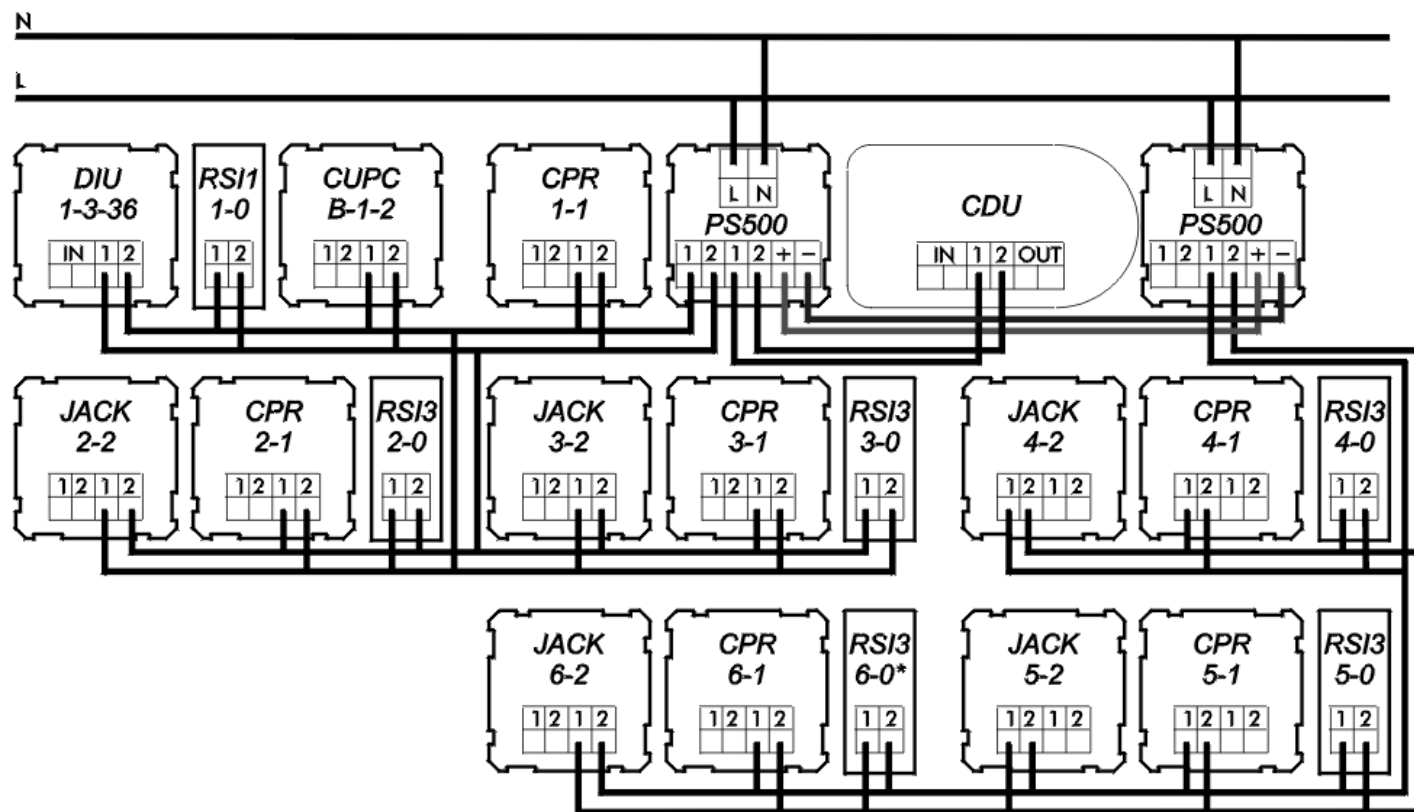 N
L
DIU
1-3-36
IN 1 2
RSI1
1-0
1 2
CUPC
B-1-2
1 2 1 2
CPR
1-1
1 2 1 2
L N
PS500
1 2 1 2 + −
CDU
IN 1 2 OUT
L N
PS500
1 2 1 2 + −
JACK
2-2
1 2 1 2
CPR
2-1
1 2 1 2
RSI3
2-0
1 2
JACK
3-2
1 2 1 2
CPR
3-1
1 2 1 2
RSI3
3-0
1 2
JACK
4-2
1 2 1 2
CPR
4-1
1 2 1 2
RSI3
4-0
1 2
JACK
6-2
1 2 1 2
CPR
6-1
1 2 1 2
RSI3
6-0*
1 2
JACK
5-2
1 2 1 2
CPR
5-1
1 2 1 2
RSI3
5-0
1 2